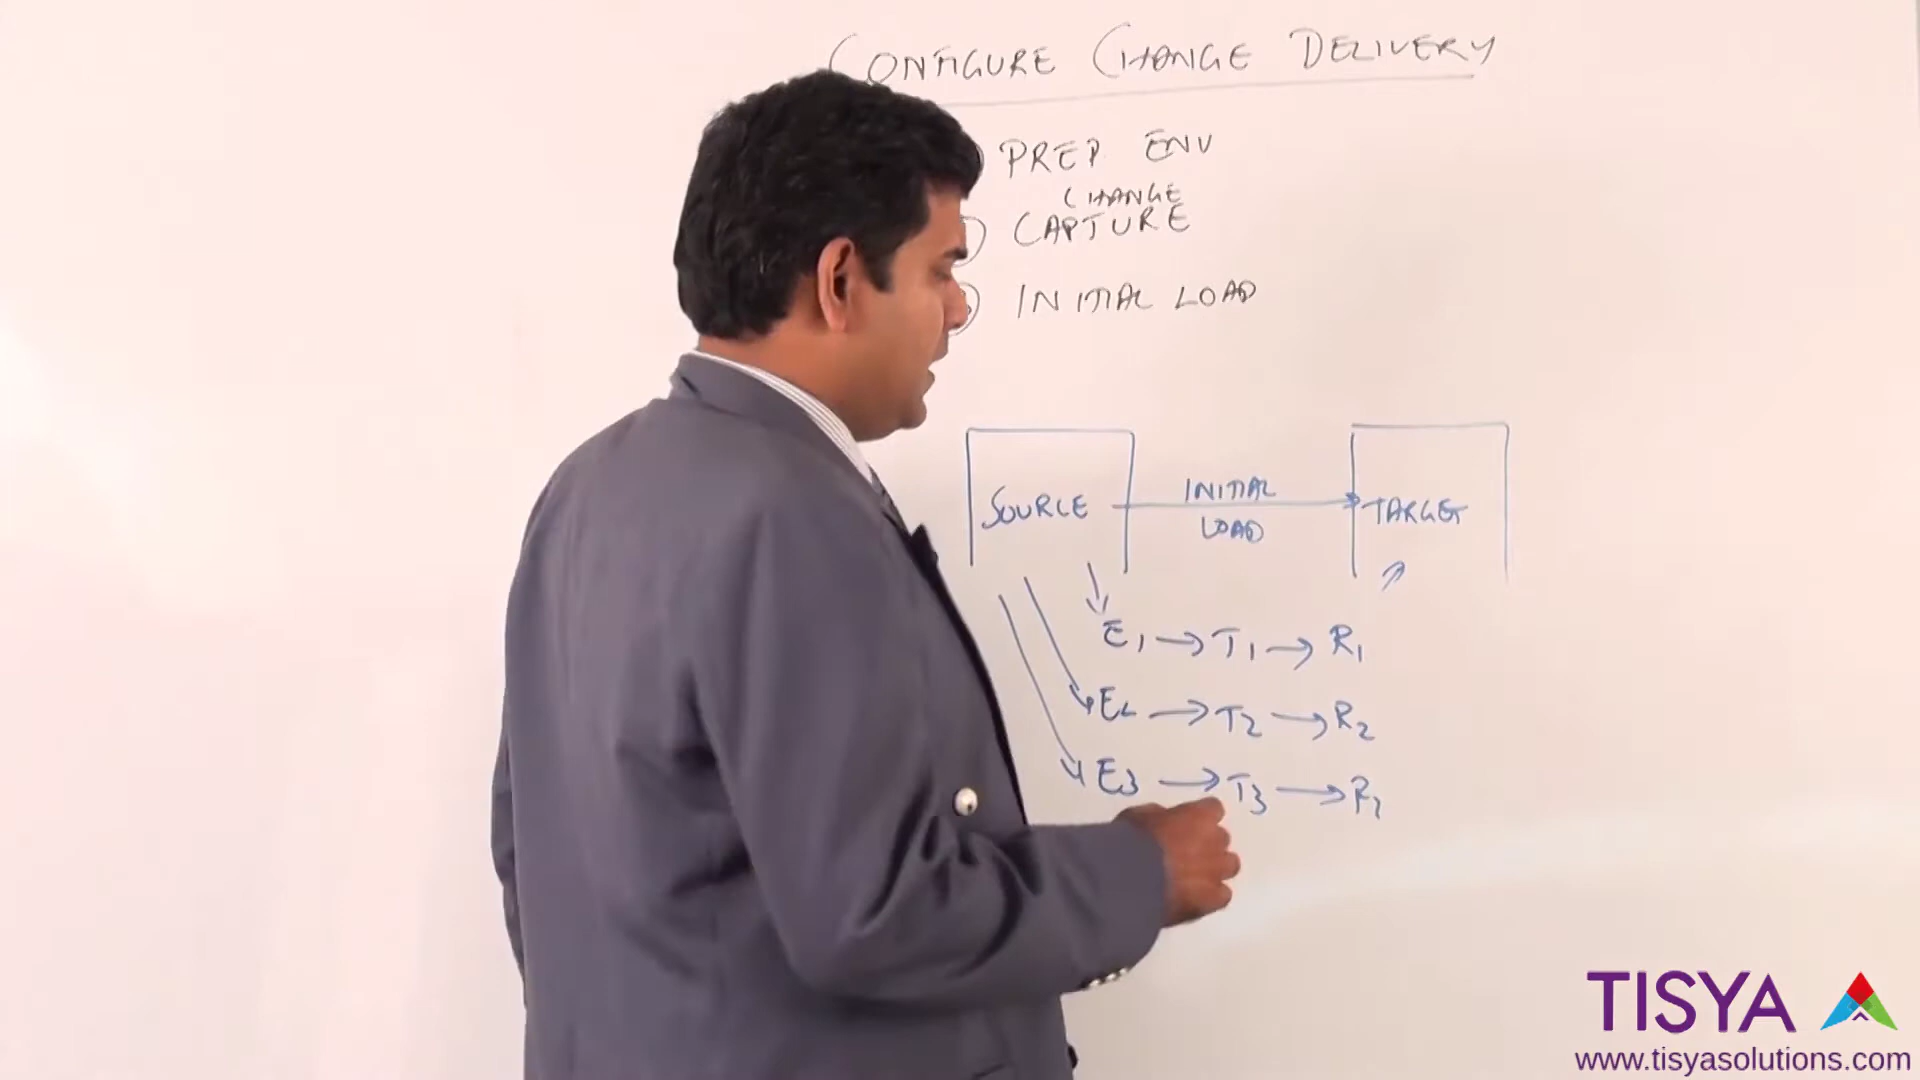 CONFIGURE CHANGE DELIVERY
PREP ENV
CHANGE
CAPTURE
INITIAL LOAD
SOURCE
INITIAL
LOAD
TARGET
E1 → T1 → R1
E2 → T2 → R2
E3 → T3 → R3
TISYA
www.tisyasolutions.com